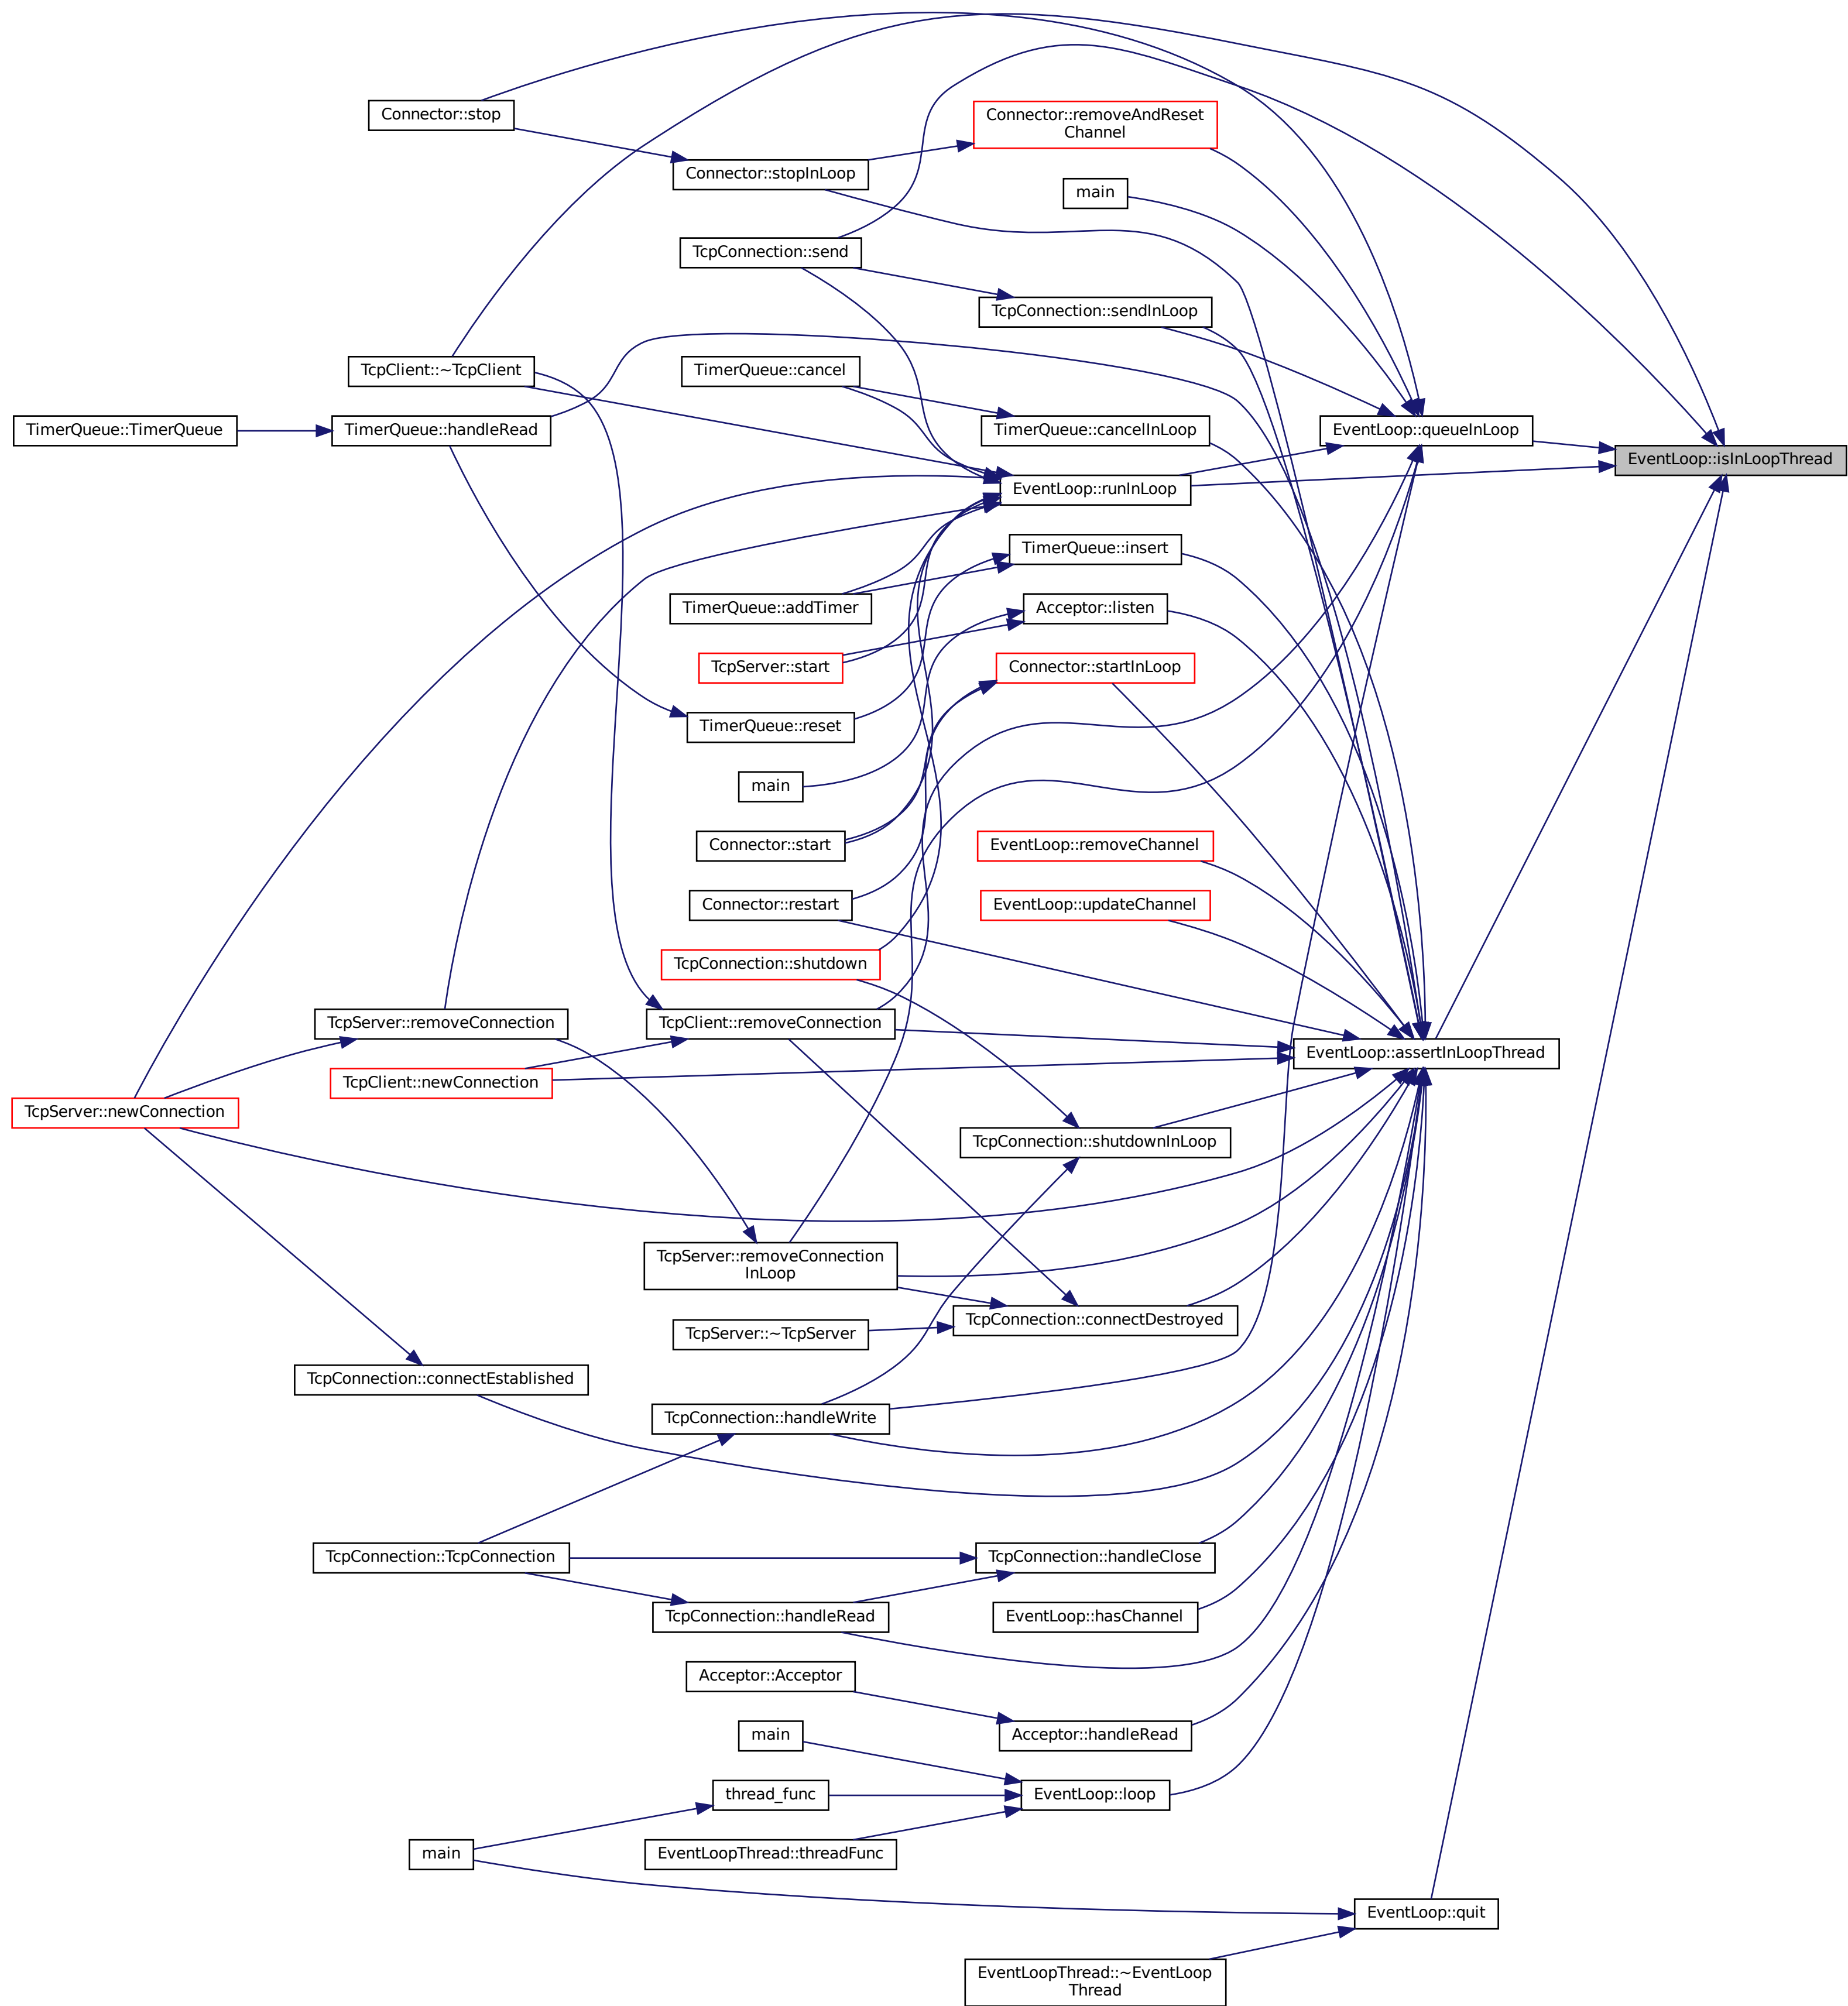 Connector::stop
Connector::removeAndReset
Channel
Connector::stopInLoop
main
TcpConnection::send
TcpConnection::sendInLoop
TcpClient::~TcpClient
TimerQueue::cancel
TimerQueue::TimerQueue
TimerQueue::handleRead
TimerQueue::cancelInLoop
EventLoop::queueInLoop
EventLoop::isInLoopThread
EventLoop::runInLoop
TimerQueue::insert
TimerQueue::addTimer
Acceptor::listen
TcpServer::start
Connector::startInLoop
TimerQueue::reset
main
Connector::start
EventLoop::removeChannel
Connector::restart
EventLoop::updateChannel
TcpConnection::shutdown
TcpServer::removeConnection
TcpClient::removeConnection
EventLoop::assertInLoopThread
TcpClient::newConnection
TcpServer::newConnection
TcpConnection::shutdownInLoop
TcpServer::removeConnection
InLoop
TcpConnection::connectDestroyed
TcpServer::~TcpServer
TcpConnection::connectEstablished
TcpConnection::handleWrite
TcpConnection::TcpConnection
TcpConnection::handleClose
TcpConnection::handleRead
EventLoop::hasChannel
Acceptor::Acceptor
Acceptor::handleRead
main
thread_func
EventLoop::loop
main
EventLoopThread::threadFunc
EventLoop::quit
EventLoopThread::~EventLoop
Thread